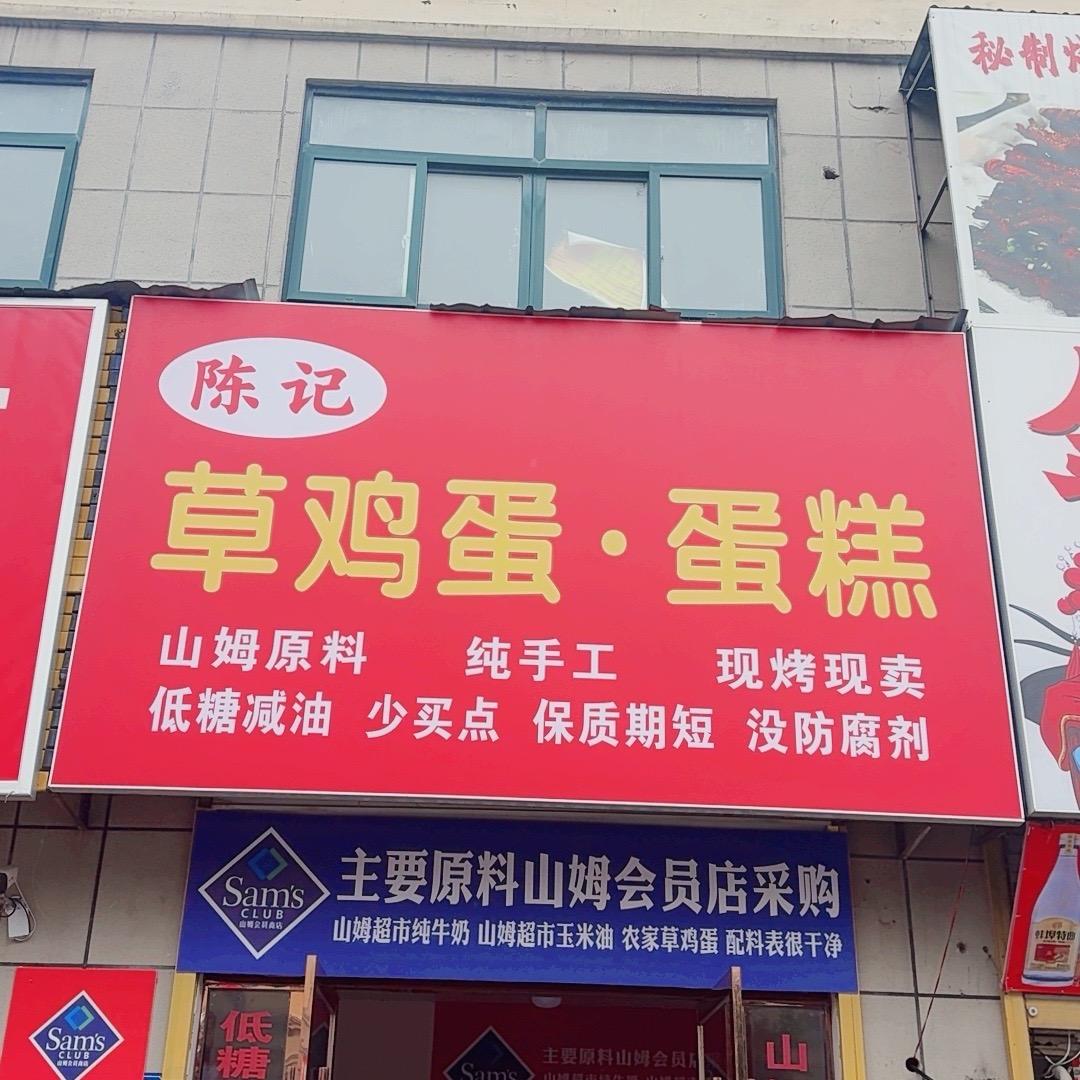 秘制
陈记
草鸡蛋·蛋糕
山姆原料 纯手工 现烤现卖
低糖减油 少买点 保质期短 没防腐剂
Sam's
CLUB
山姆会员商店
主要原料山姆会员店采购
山姆超市纯牛奶 山姆超市玉米油 农家草鸡蛋 配料表很干净
蚌埠特曲
Sam's
CLUB
山姆会员商店
低糖
Sam's
主要原料山姆会员
山